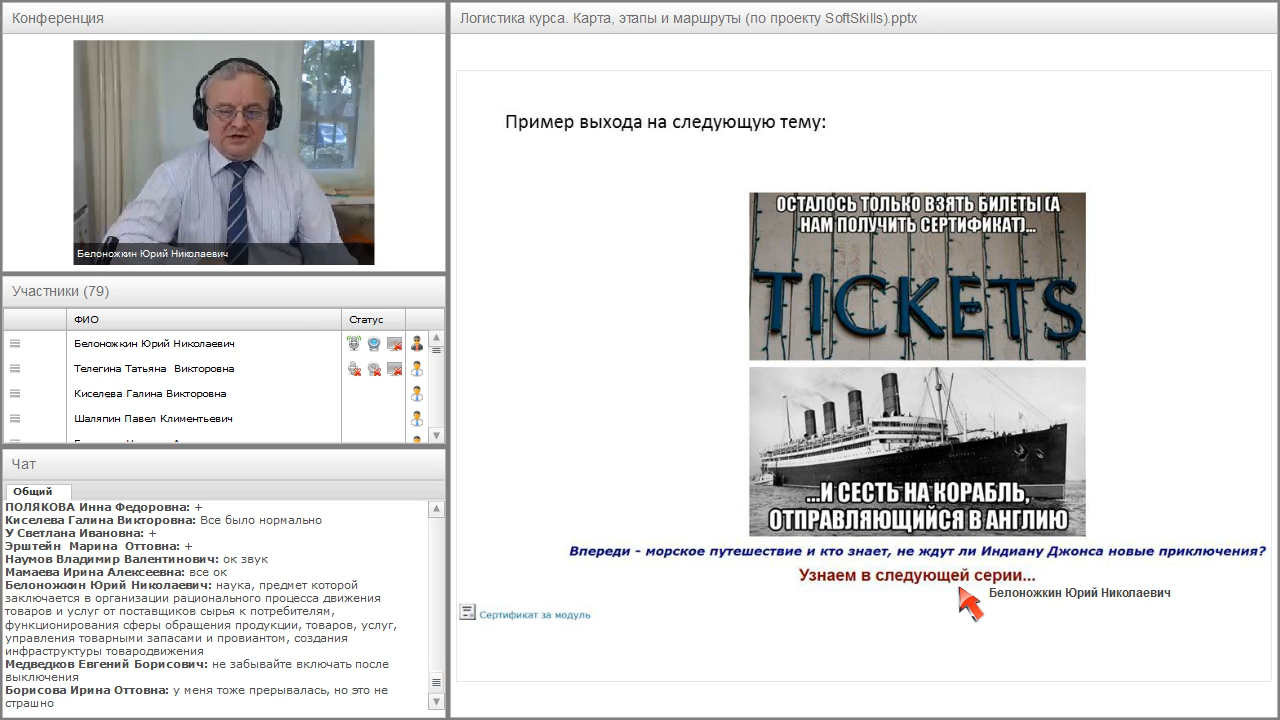 Конференция
Белоножкин Юрий Николаевич
Участники (79)
ФИО
Статус
Белоножкин Юрий Николаевич
Телегина Татьяна Викторовна
Киселева Галина Викторовна
Шаляпин Павел Климентьевич
Чат
Общий
ПОЛЯКОВА Инна Федоровна: +
Киселева Галина Викторовна: Все было нормально
У Светлана Ивановна: +
Эрштейн Марина Оттовна: +
Наумов Владимир Валентинович: ок звук
Мамаева Ирина Алексеевна: все ок
Белоножкин Юрий Николаевич: наука, предмет которой
заключается в организации рационального процесса движения
товаров и услуг от поставщиков сырья к потребителям,
функционирования сферы обращения продукции, товаров, услуг,
управления товарными запасами и провиантом, создания
инфраструктуры товародвижения
Медведков Евгений Борисович: не забывайте включать после
выключения
Борисова Ирина Оттовна: у меня тоже прерывалась, но это не
страшно
Логистика курса. Карта, этапы и маршруты (по проекту SoftSkills).pptx
Пример выхода на следующую тему:
ОСТАЛОСЬ ТОЛЬКО ВЗЯТЬ БИЛЕТЫ (А
НАМ ПОЛУЧИТЬ СЕРТИФИКАТ)...
TICKETS
...И СЕСТЬ НА КОРАБЛЬ,
ОТПРАВЛЯЮЩИЙСЯ В АНГЛИЮ
Впереди - морское путешествие и кто знает, не ждут ли Индиану Джонса новые приключения?
Узнаем в следующей серии...
Белоножкин Юрий Николаевич
Сертификат за модуль